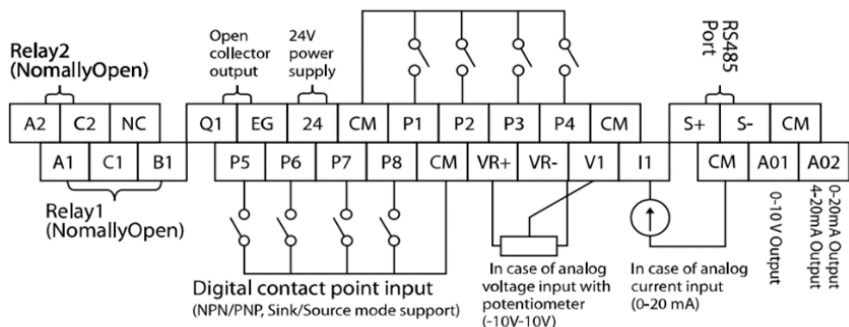 Relay2
(NomallyOpen)
Open
collector
output
24V
power
supply
RS485
Port
A2 C2 NC Q1 EG 24 CM P1 P2 P3 P4 CM S+ S- CM
A1 C1 B1 P5 P6 P7 P8 CM VR+ VR- V1 I1 CM A01 A02
Relay1
(NomallyOpen)
Digital contact point input
(NPN/PNP, Sink/Source mode support)
In case of analog
voltage input with
potentiometer
(-10V-10V)
In case of analog
current input
(0-20 mA)
0-10 V Output
0-20mA Output
4-20mA Output